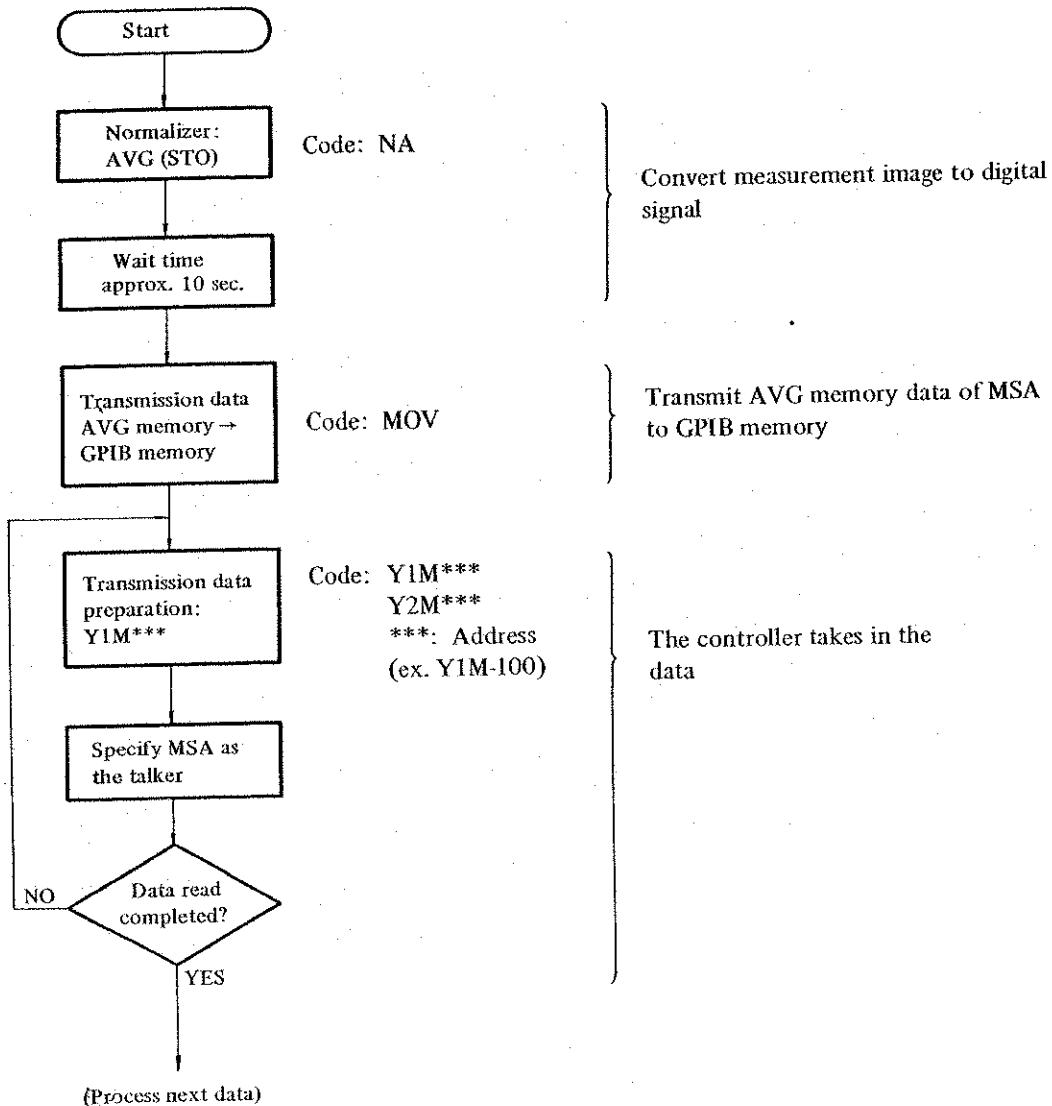 Start
Normalizer:
AVG (STO)
Code: NA
Convert measurement image to digital
signal
Wait time
approx. 10 sec.
Transmission data
AVG memory →
GPIB memory
Code: MOV
Transmit AVG memory data of MSA
to GPIB memory
Transmission data
preparation:
Y1M***
Code: Y1M***
Y2M***
***: Address
(ex. Y1M-100)
The controller takes in the
data
Specify MSA as
the talker
Data read
completed?
NO
YES
(Process next data)